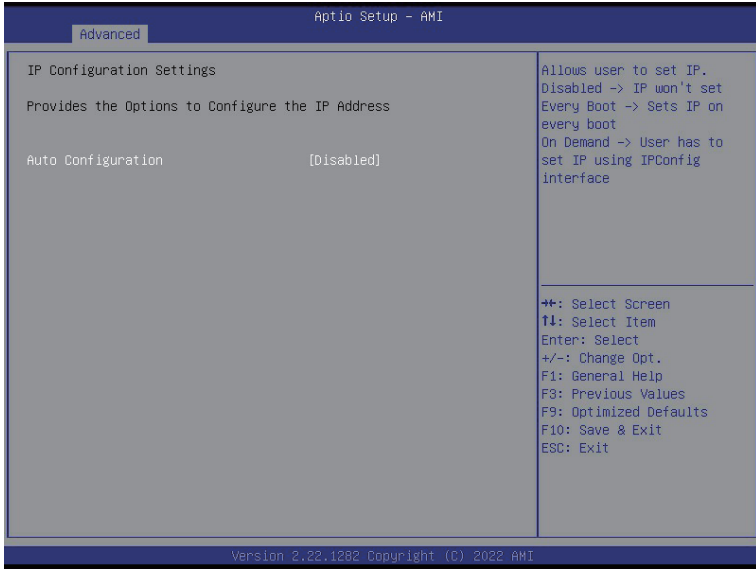 Aptio Setup – AMI
Advanced
IP Configuration Settings
Provides the Options to Configure the IP Address
Auto Configuration [Disabled]
Allows user to set IP.
Disabled -> IP won't set
Every Boot -> Sets IP on
every boot
On Demand -> User has to
set IP using IPConfig
interface
→←: Select Screen
↑↓: Select Item
Enter: Select
+/-: Change Opt.
F1: General Help
F3: Previous Values
F9: Optimized Defaults
F10: Save & Exit
ESC: Exit
Version 2.22.1282 Copyright (C) 2022 AMI